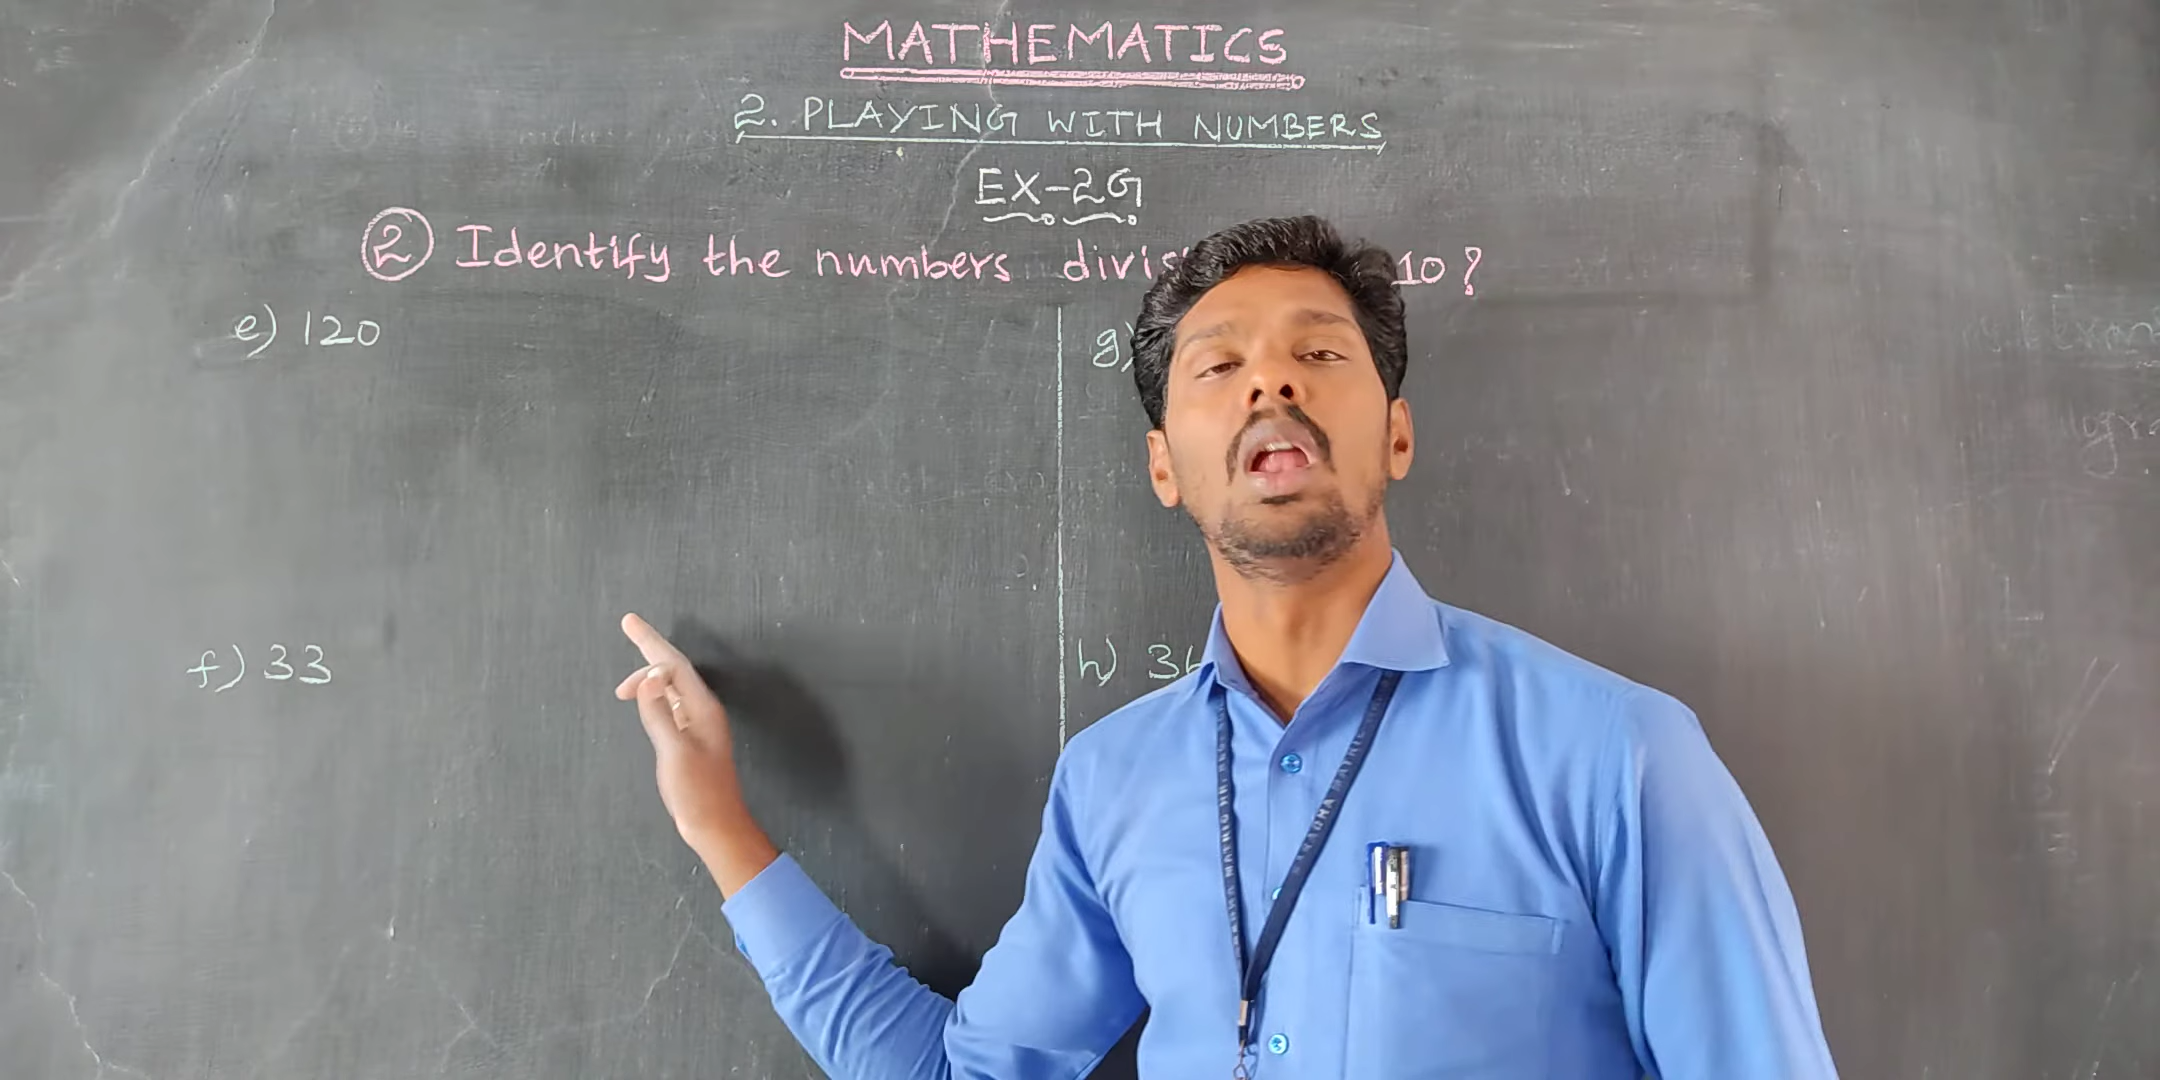 MATHEMATICS
2. PLAYING WITH NUMBERS
EX-2G
② Identify the numbers 10?
e) 120
g)
f) 33
h)